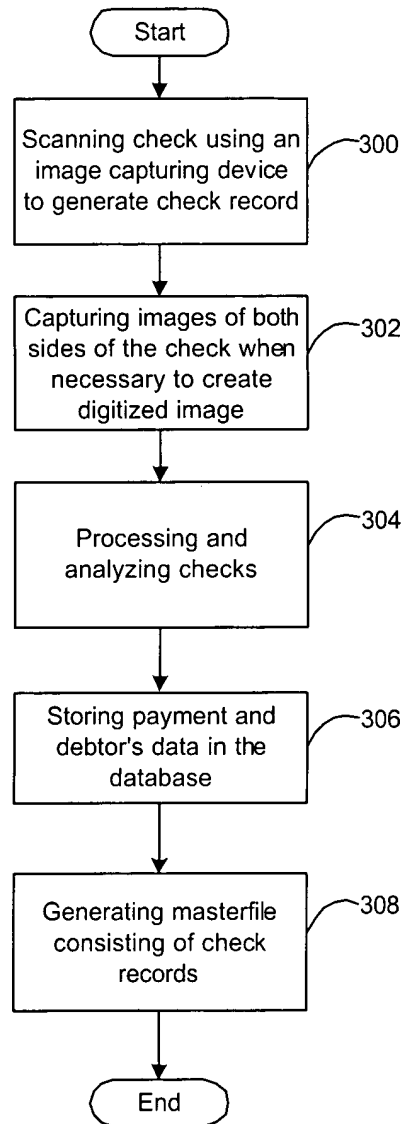 Start
Scanning check using an
image capturing device
to generate check record
300
Capturing images of both
sides of the check when
necessary to create
digitized image
302
Processing and
analyzing checks
304
Storing payment and
debtor's data in the
database
306
Generating masterfile
consisting of check
records
308
End